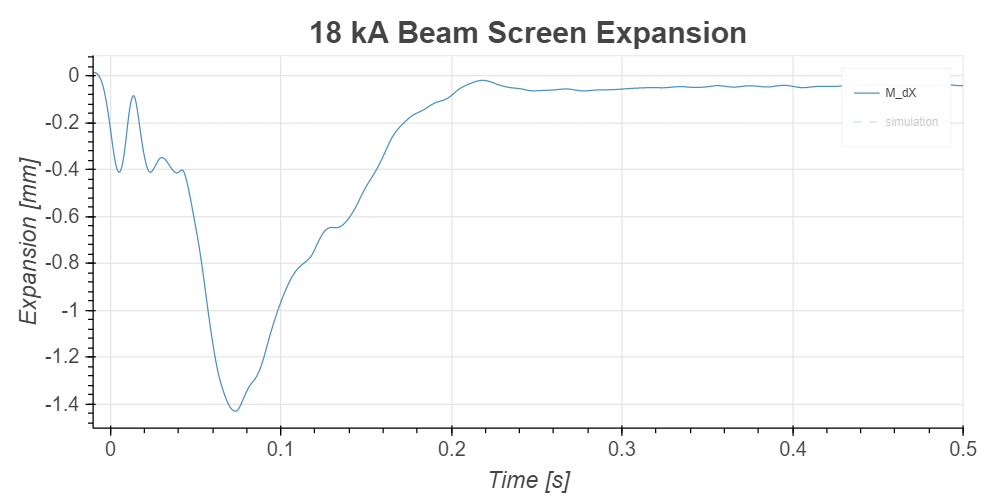 18 kA Beam Screen Expansion
M_dX
simulation
Expansion [mm]
0
-0.2
-0.4
-0.6
-0.8
-1
-1.2
-1.4
0 0.1 0.2 0.3 0.4 0.5
Time [s]